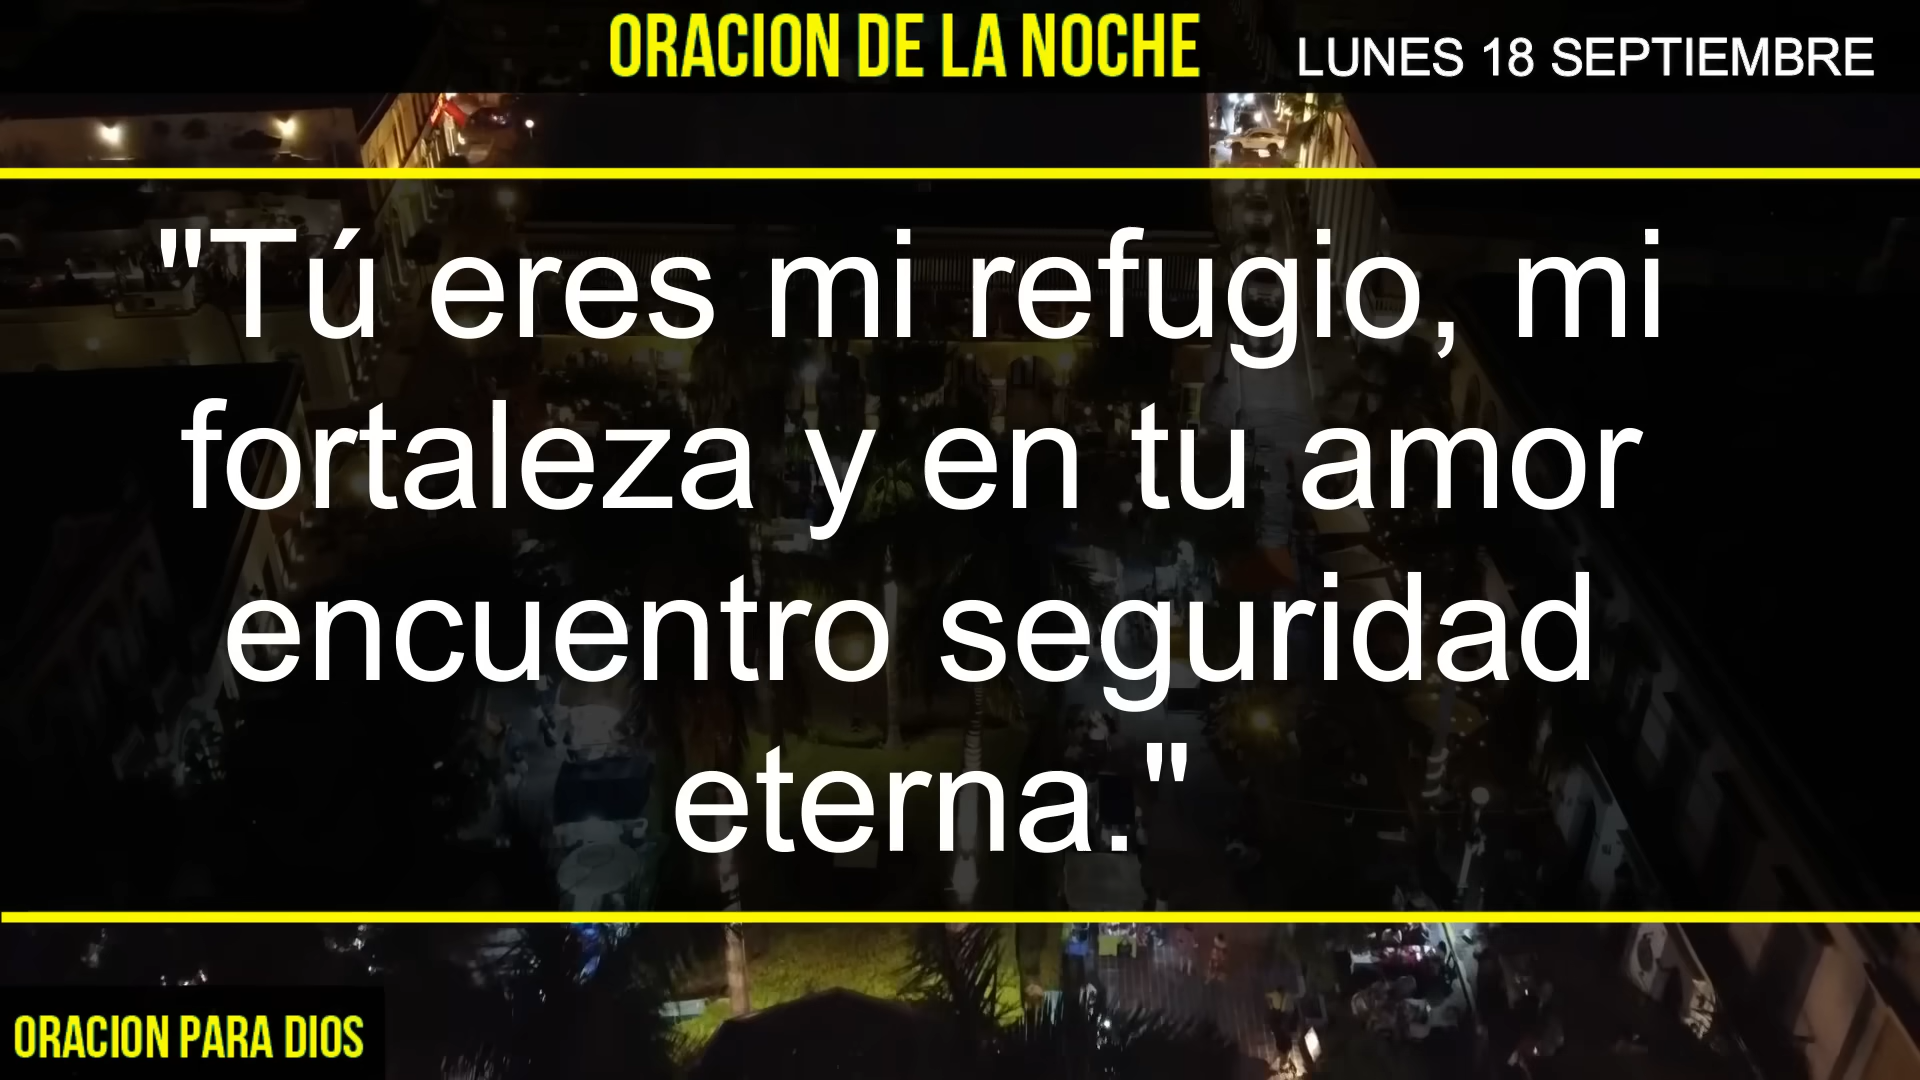 ORACION DE LA NOCHE
LUNES 18 SEPTIEMBRE
"Tú eres mi refugio, mi
fortaleza y en tu amor
encuentro seguridad
eterna."
ORACION PARA DIOS